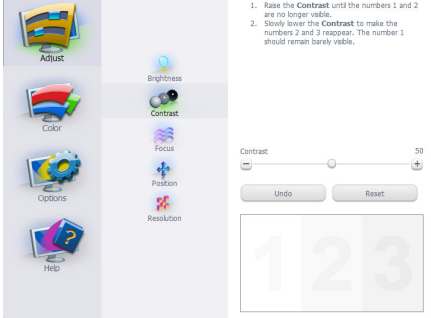 Adjust
Color
Options
Help
Brightness
Contrast
Focus
Position
Resolution
1. Raise the Contrast until the numbers 1 and 2
are no longer visible.
2. Slowly lower the Contrast to make the
numbers 2 and 3 reappear. The number 1
should remain barely visible.
Contrast 50
Undo Reset
1 2 3